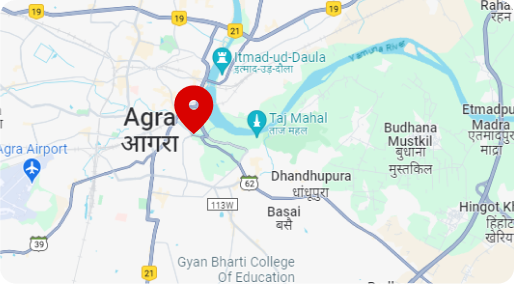 19
21
19
Raha
रहन
Itmad-ud-Daula
इत्माद-उद-दौला
Yamuna River
Agra
आगरा
Taj Mahal
ताज महल
Etmadpur
Madra
एतमादपुर
माद्रा
Budhana
Mustkil
बुधाना
मुस्तकिल
Agra Airport
62
Dhandhupura
धांधूपुरा
113W
Basai
बसै
Hingot Kh
हिंगोट
खेरिया
39
21
Gyan Bharti College
Of Education